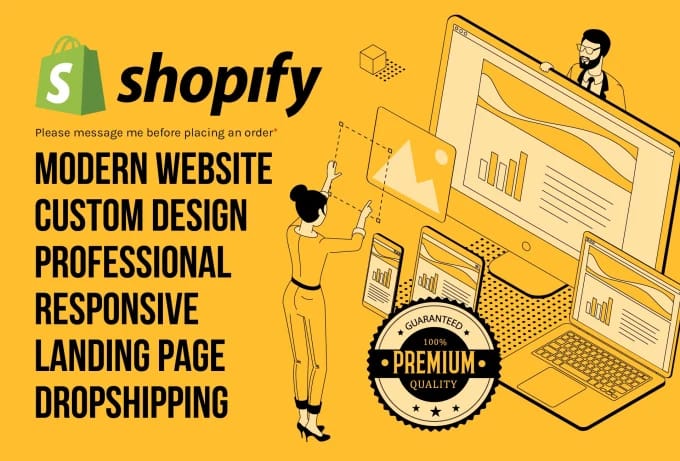 shopify
Please message me before placing an order*
MODERN WEBSITE
CUSTOM DESIGN
PROFESSIONAL
RESPONSIVE
LANDING PAGE
DROPSHIPPING
GUARANTEED
100%
PREMIUM
QUALITY